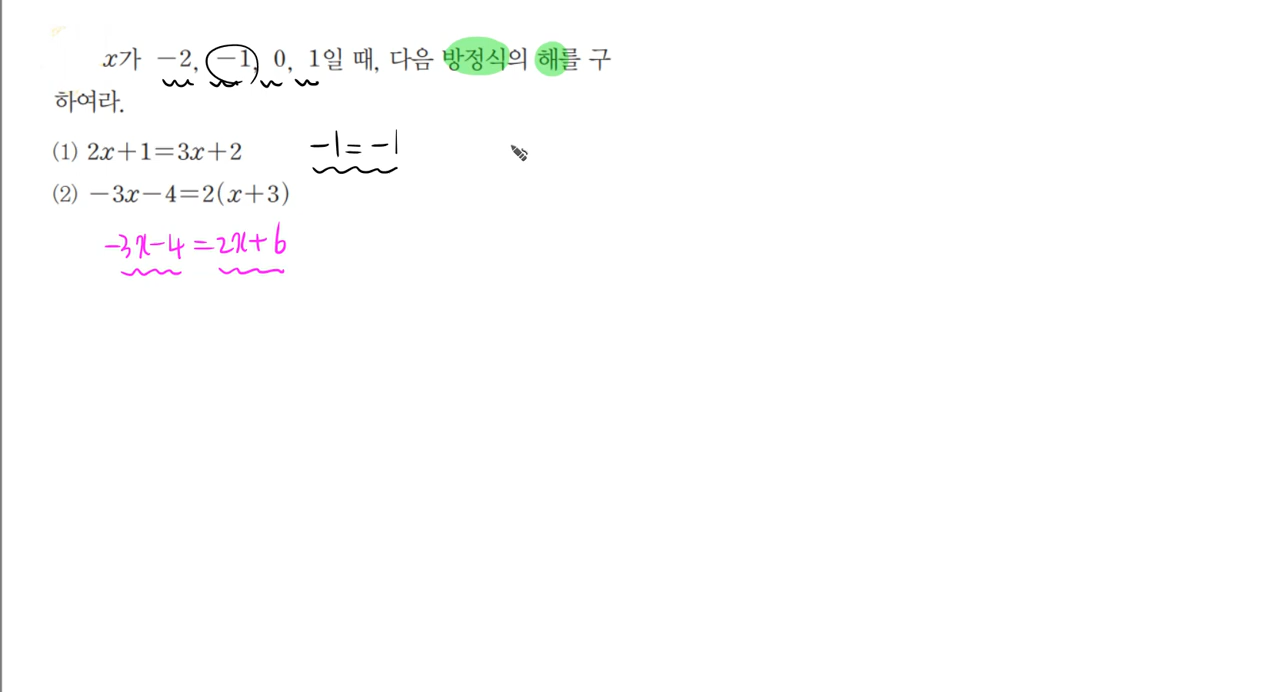 x가 −2, −1, 0, 1일 때, 다음 방정식의 해를 구
하여라.
(1) 2x+1=3x+2 -1=-1
(2) −3x−4=2(x+3)
-3x-4=2x+6